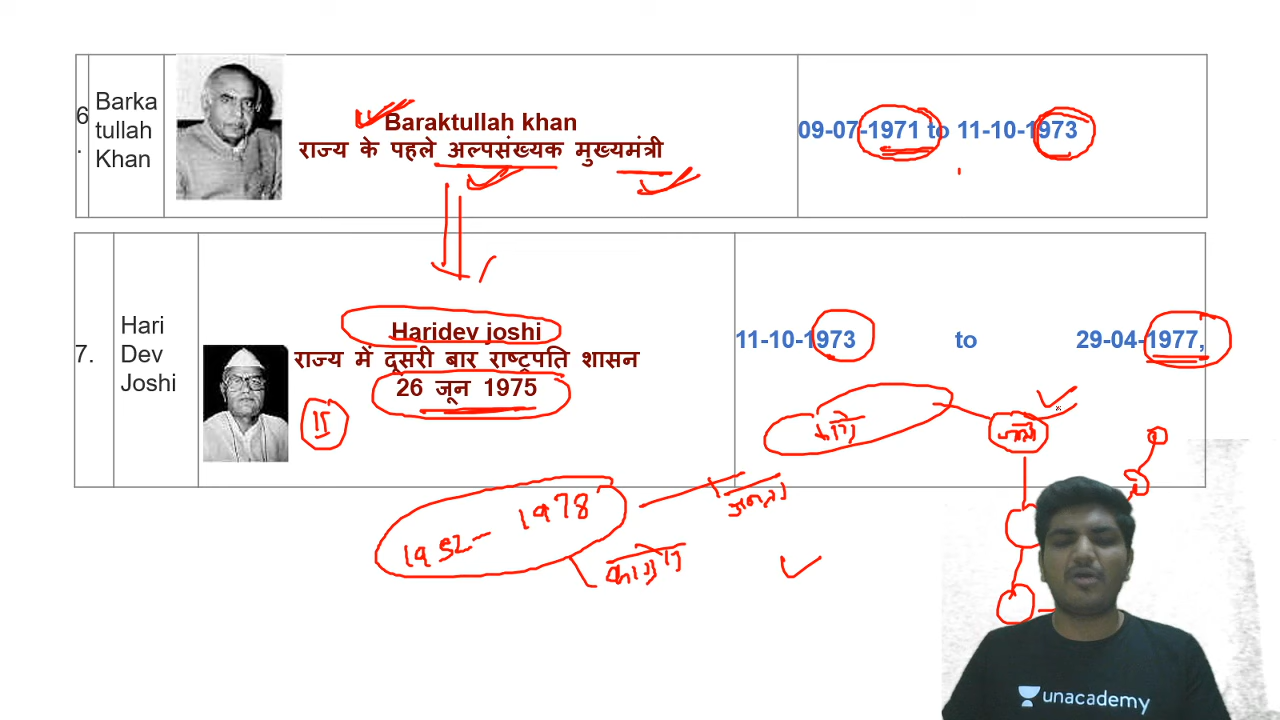 6
.
Barka
tullah
Khan
Baraktullah khan
राज्य के पहले अल्पसंख्यक मुख्यमंत्री
09-07-1971 to 11-10-1973
7.
Hari
Dev
Joshi
Haridev joshi
राज्य में दूसरी बार राष्ट्रपति शासन
26 जून 1975
II
11-10-1973 to 29-04-1977,
1952- 1978
unacademy